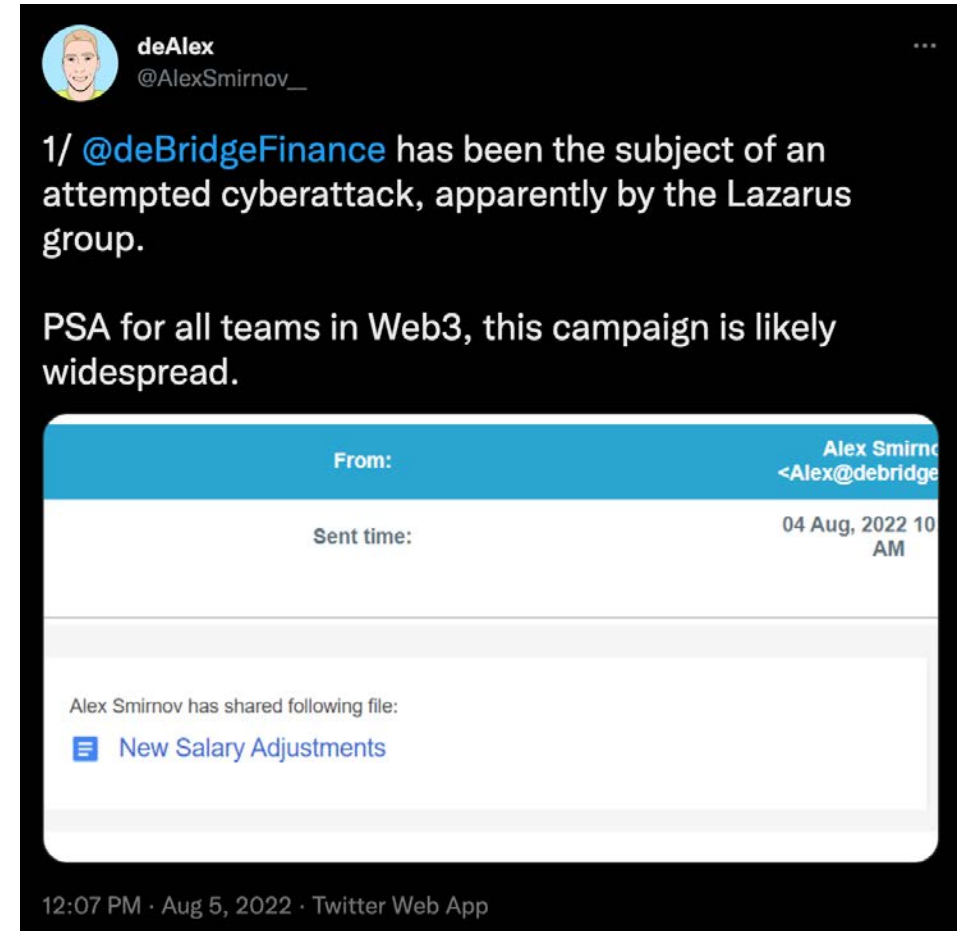 deAlex
@AlexSmirnov__
1/ @deBridgeFinance has been the subject of an
attempted cyberattack, apparently by the Lazarus
group.
PSA for all teams in Web3, this campaign is likely
widespread.
From:
Alex Smirno
<Alex@debridge
Sent time:
04 Aug, 2022 10
AM
Alex Smirnov has shared following file:
New Salary Adjustments
12:07 PM · Aug 5, 2022 · Twitter Web App